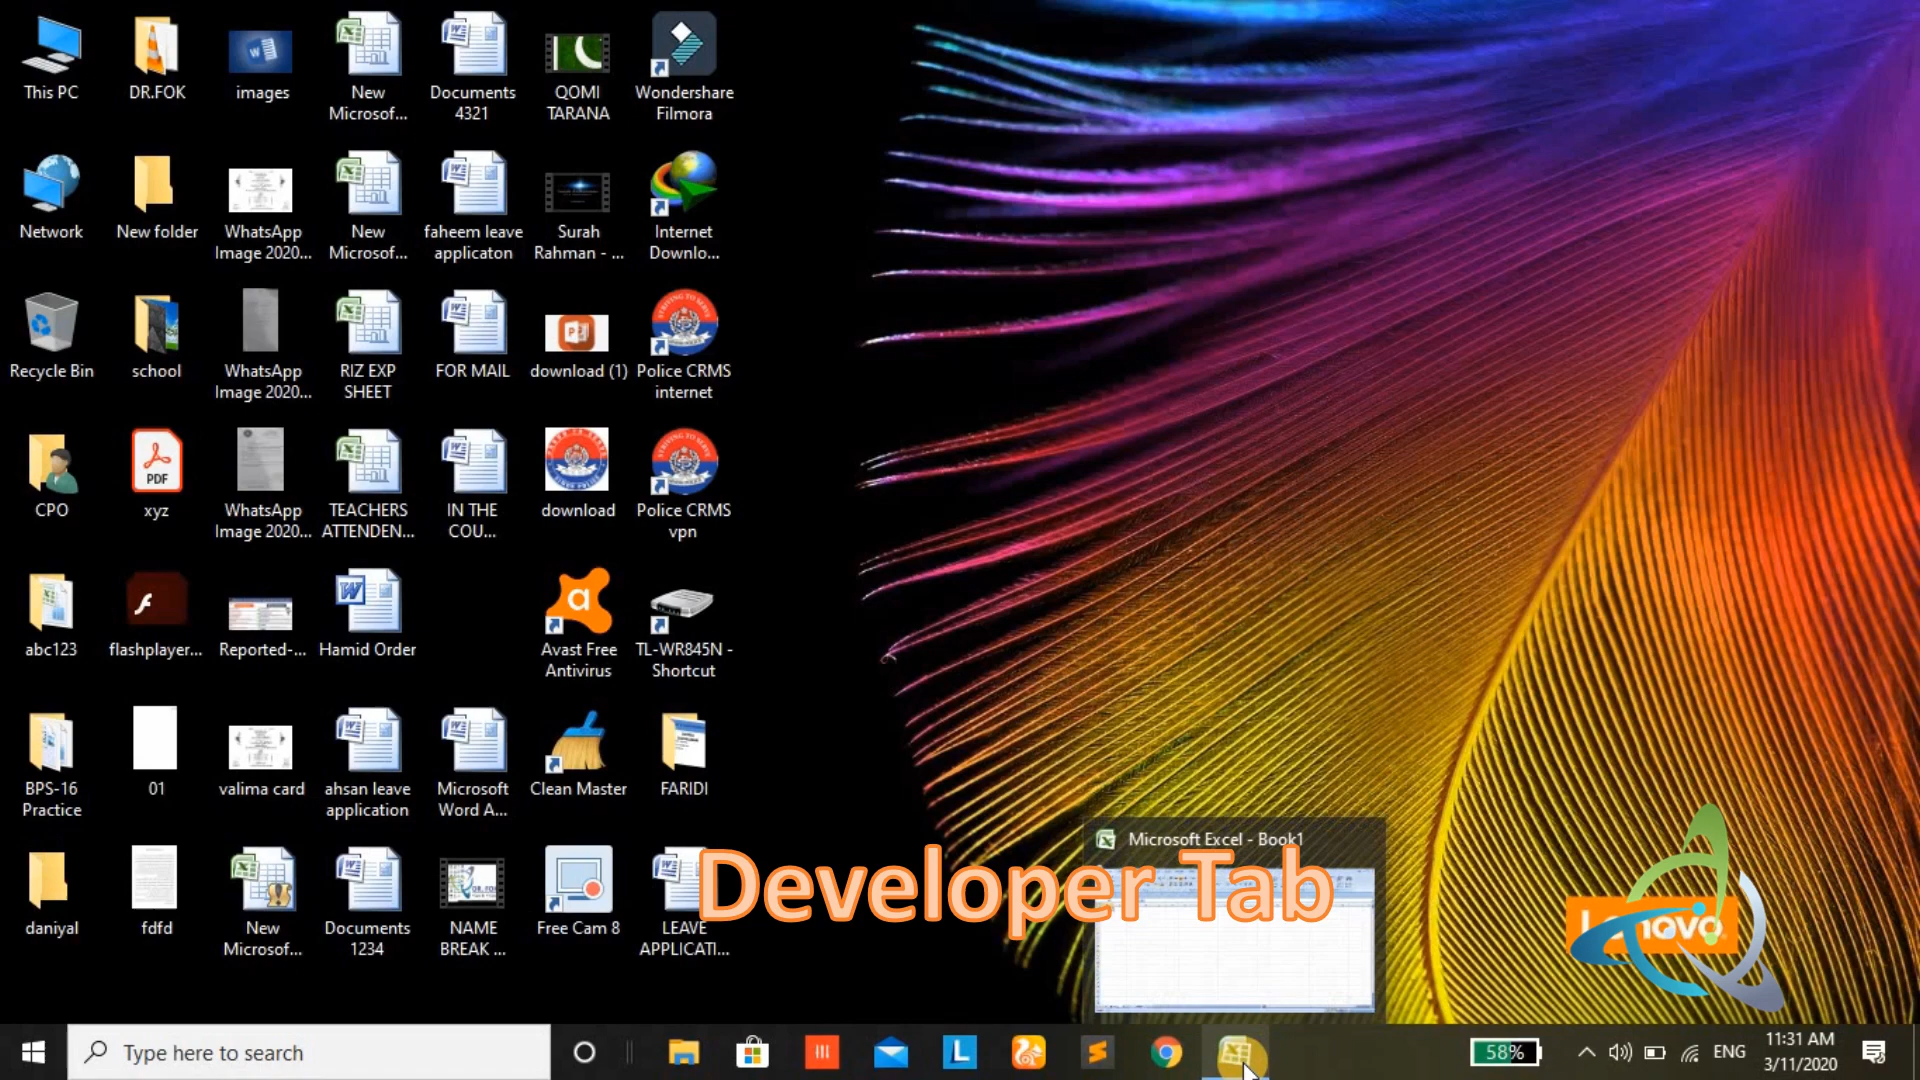 This PC
DR.FOK
images
New
Microsof...
Documents
4321
QOMI
TARANA
Wondershare
Filmora
Network
New folder
WhatsApp
Image 2020...
New
Microsof...
faheem leave
applicaton
Surah
Rahman - ...
Internet
Downlo...
Recycle Bin
school
WhatsApp
Image 2020...
RIZ EXP
SHEET
FOR MAIL
download (1)
Police CRMS
internet
CPO
PDF
xyz
WhatsApp
Image 2020...
TEACHERS
ATTENDEN...
IN THE
COU...
download
Police CRMS
vpn
abc123
flashplayer...
Reported-...
Hamid Order
Avast Free
Antivirus
TL-WR845N -
Shortcut
BPS-16
Practice
01
valima card
ahsan leave
application
Microsoft
Word A...
Clean Master
FARIDI
daniyal
fdfd
New
Microsof...
Documents
1234
NAME
BREAK ...
Free Cam 8
LEAVE
APPLICATI...
Microsoft Excel - Book1
Developer Tab
Lenovo
Type here to search
58%
ENG
11:31 AM
3/11/2020